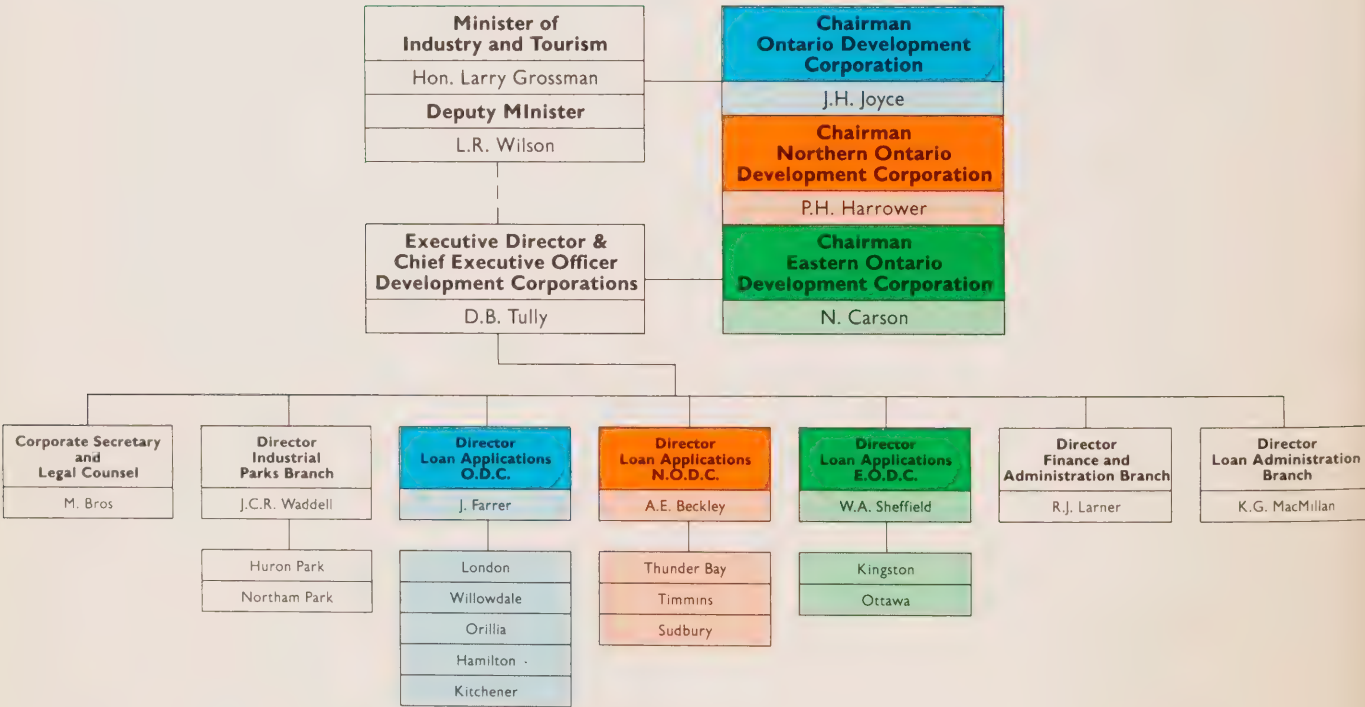 Minister of
Industry and Tourism
Hon. Larry Grossman
Deputy MInister
L.R. Wilson
Chairman
Ontario Development
Corporation
J.H. Joyce
Chairman
Northern Ontario
Development Corporation
P.H. Harrower
Executive Director &
Chief Executive Officer
Development Corporations
D.B. Tully
Chairman
Eastern Ontario
Development Corporation
N. Carson
Corporate Secretary
and
Legal Counsel
M. Bros
Director
Industrial
Parks Branch
J.C.R. Waddell
Huron Park
Northam Park
Director
Loan Applications
O.D.C.
J. Farrer
London
Willowdale
Orillia
Hamilton
Kitchener
Director
Loan Applications
N.O.D.C.
A.E. Beckley
Thunder Bay
Timmins
Sudbury
Director
Loan Applications
E.O.D.C.
W.A. Sheffield
Kingston
Ottawa
Director
Finance and
Administration Branch
R.J. Larner
Director
Loan Administration
Branch
K.G. MacMillan